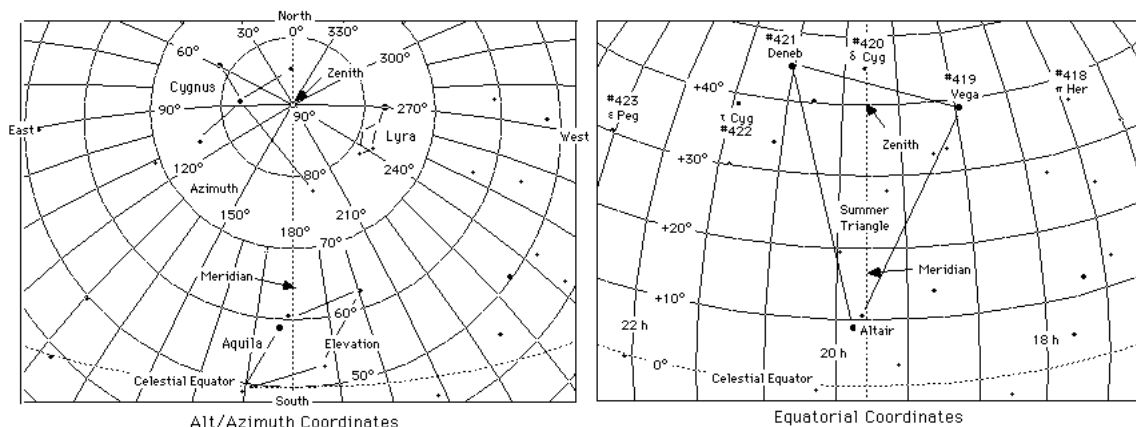 North
30° 0° 330°
60°
300°
Zenith
Cygnus
90°
90°
270°
East
West
Lyra
120°
80°
240°
Azimuth
150°
210°
180°
70°
Meridian
60°
Aquila
Elevation
Celestial Equator
50°
South
Alt/Azimuth Coordinates
#421
Deneb
#420
δ Cyg
#419
Vega
#418
π Her
+40°
#423
ε Peg
τ Cyg
#422
Zenith
+30°
+20°
Summer
Triangle
Meridian
+10°
22 h
Altair
20 h
18 h
0°
Celestial Equator
Equatorial Coordinates